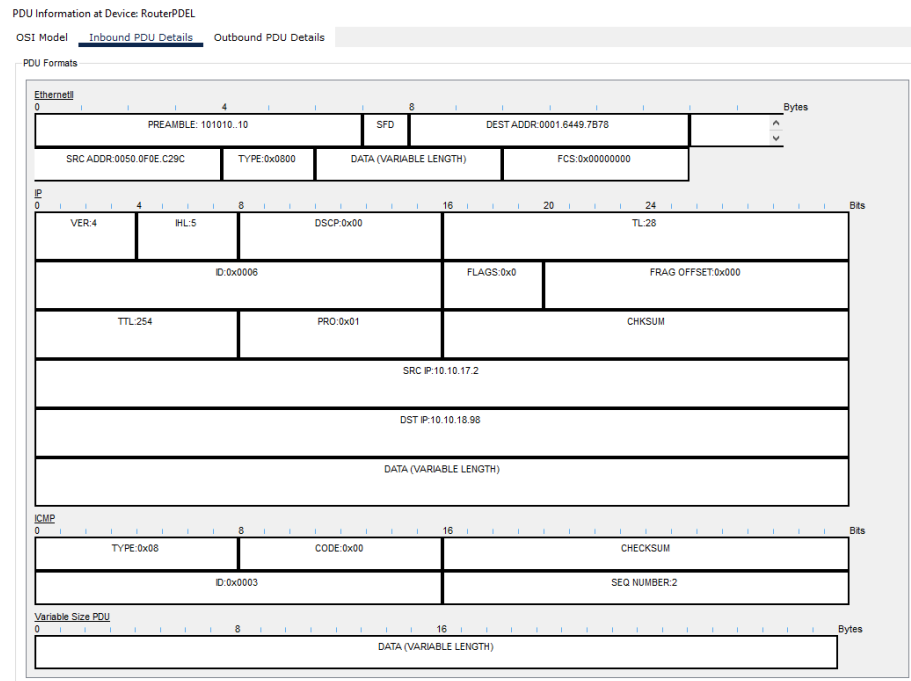 PDU Information at Device: RouterPDEL
OSI Model Inbound PDU Details Outbound PDU Details
PDU Formats
EthernetII
0 4 8 Bytes
PREAMBLE: 101010..10 SFD DEST ADDR:0001.6449.7B78
SRC ADDR:0050.0F0E.C29C TYPE:0x0800 DATA (VARIABLE LENGTH) FCS:0x00000000
IP
0 4 8 16 20 24 Bits
VER:4 IHL:5 DSCP:0x00 TL:28
ID:0x0006 FLAGS:0x0 FRAG OFFSET:0x000
TTL:254 PRO:0x01 CHKSUM
SRC IP:10.10.17.2
DST IP:10.10.18.98
DATA (VARIABLE LENGTH)
ICMP
0 8 16 Bits
TYPE:0x08 CODE:0x00 CHECKSUM
ID:0x0003 SEQ NUMBER:2
Variable Size PDU
0 8 16 Bytes
DATA (VARIABLE LENGTH)